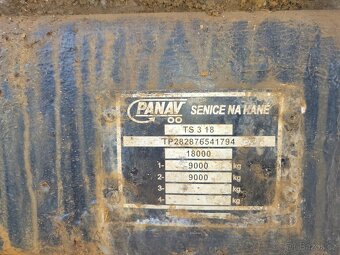 PANAV SENICE NA HANÉ
TS 3 18
TP282876541794
18000
1- 9000 kg
2- 9000 kg
3- kg
4- kg